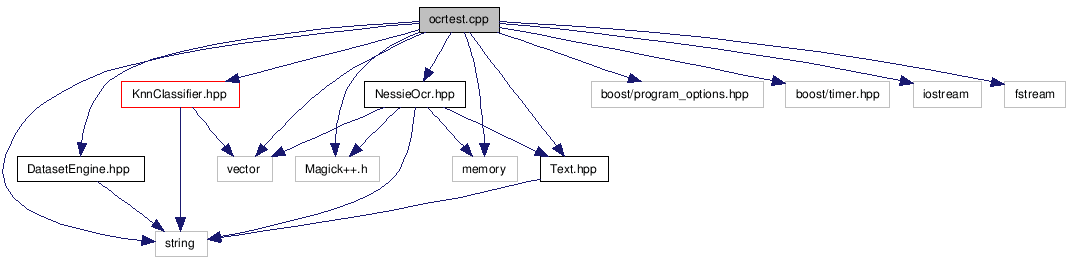 ocrtest.cpp
KnnClassifier.hpp
NessieOcr.hpp
boost/program_options.hpp
boost/timer.hpp
iostream
fstream
DatasetEngine.hpp
vector
Magick++.h
memory
Text.hpp
string